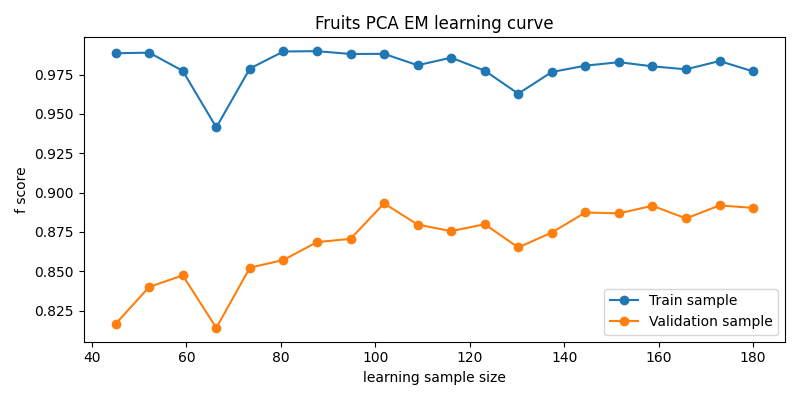 Fruits PCA EM learning curve
f score
0.975
0.950
0.925
0.900
0.875
0.850
0.825
Train sample
Validation sample
40 60 80 100 120 140 160 180
learning sample size